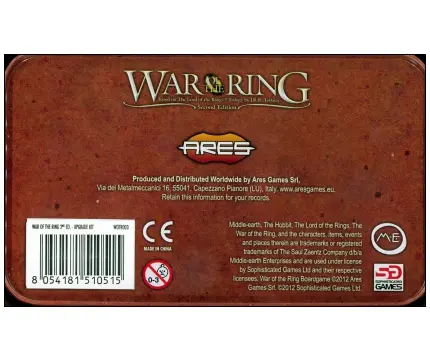 WAR OF THE RING
Based on The Lord of the Rings Trilogy by J.R.R. Tolkien
Second Edition
ARES
Produced and Distributed Worldwide by Ares Games Srl.
Via dei Metalmeccanici 16, 55041, Capezzano Pianore (LU), Italy. www.aresgames.eu.
Retain this information for your records.
WAR OF THE RING 2ND ED. - UPGRADE KIT WOTR003
8 054181 510515
CE
MADE
IN CHINA
0-3
Middle-earth, The Hobbit, The Lord of the Rings, The
War of the Ring, and the characters, items, events
and places therein are trademarks or registered
trademarks of The Saul Zaentz Company d/b/a
Middle-earth Enterprises and are used under license
by Sophisticated Games Ltd and their respective
licensees. War of the Ring Boardgame ©2012 Ares
Games Srl. ©2012 Sophisticated Games Ltd.
ME
SG
SOPHISTICATED
GAMES